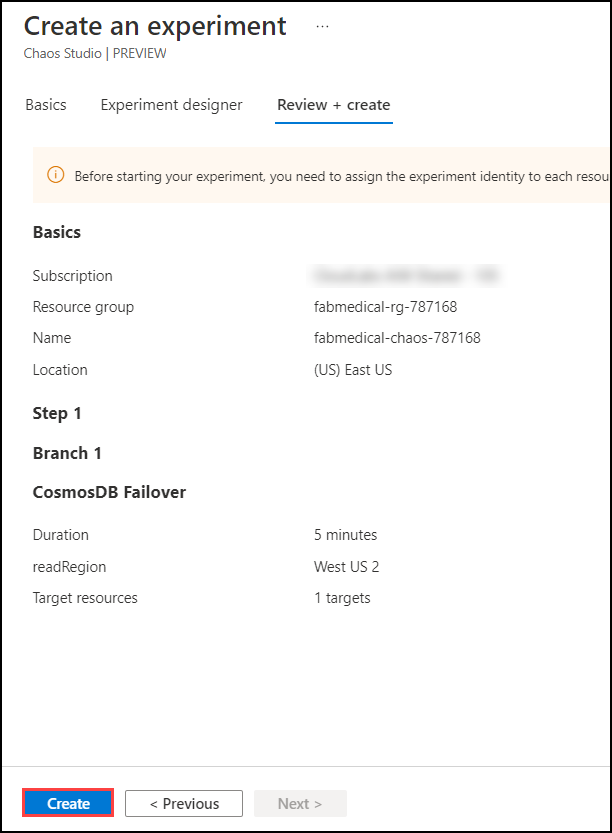 Create an experiment ...
Chaos Studio | PREVIEW
Basics Experiment designer Review + create
Before starting your experiment, you need to assign the experiment identity to each resou
Basics
Subscription
Resource group fabmedical-rg-787168
Name fabmedical-chaos-787168
Location (US) East US
Step 1
Branch 1
CosmosDB Failover
Duration 5 minutes
readRegion West US 2
Target resources 1 targets
Create < Previous Next >